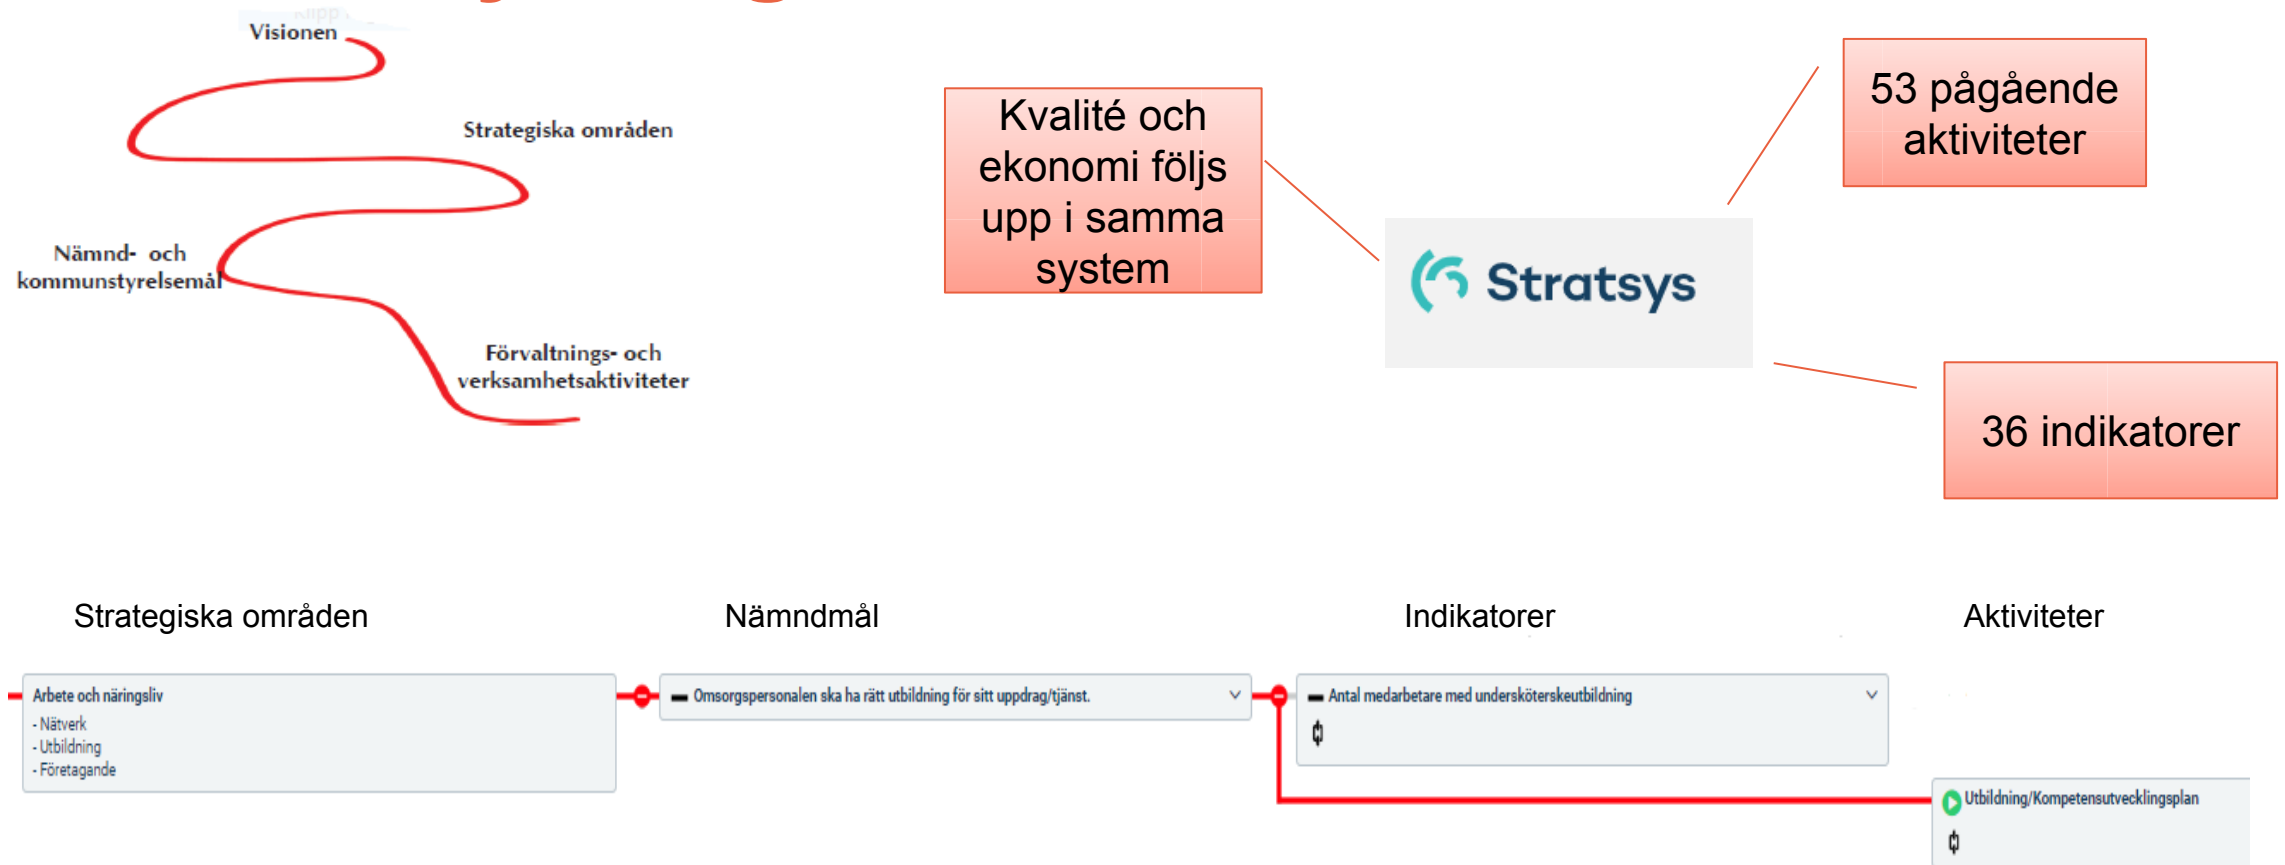 Visionen
Strategiska områden
Nämnd- och
kommunstyrelsemål
Förvaltnings- och
verksamhetsaktiviteter
Kvalité och
ekonomi följs
upp i samma
system
53 pågående
aktiviteter
Stratsys
36 indikatorer
Strategiska områden
Nämndmål
Indikatorer
Aktiviteter
Arbete och näringsliv
- Nätverk
- Utbildning
- Företagande
Omsorgspersonalen ska ha rätt utbildning för sitt uppdrag/tjänst.
Antal medarbetare med undersköterskeutbildning
Utbildning/Kompetensutvecklingsplan